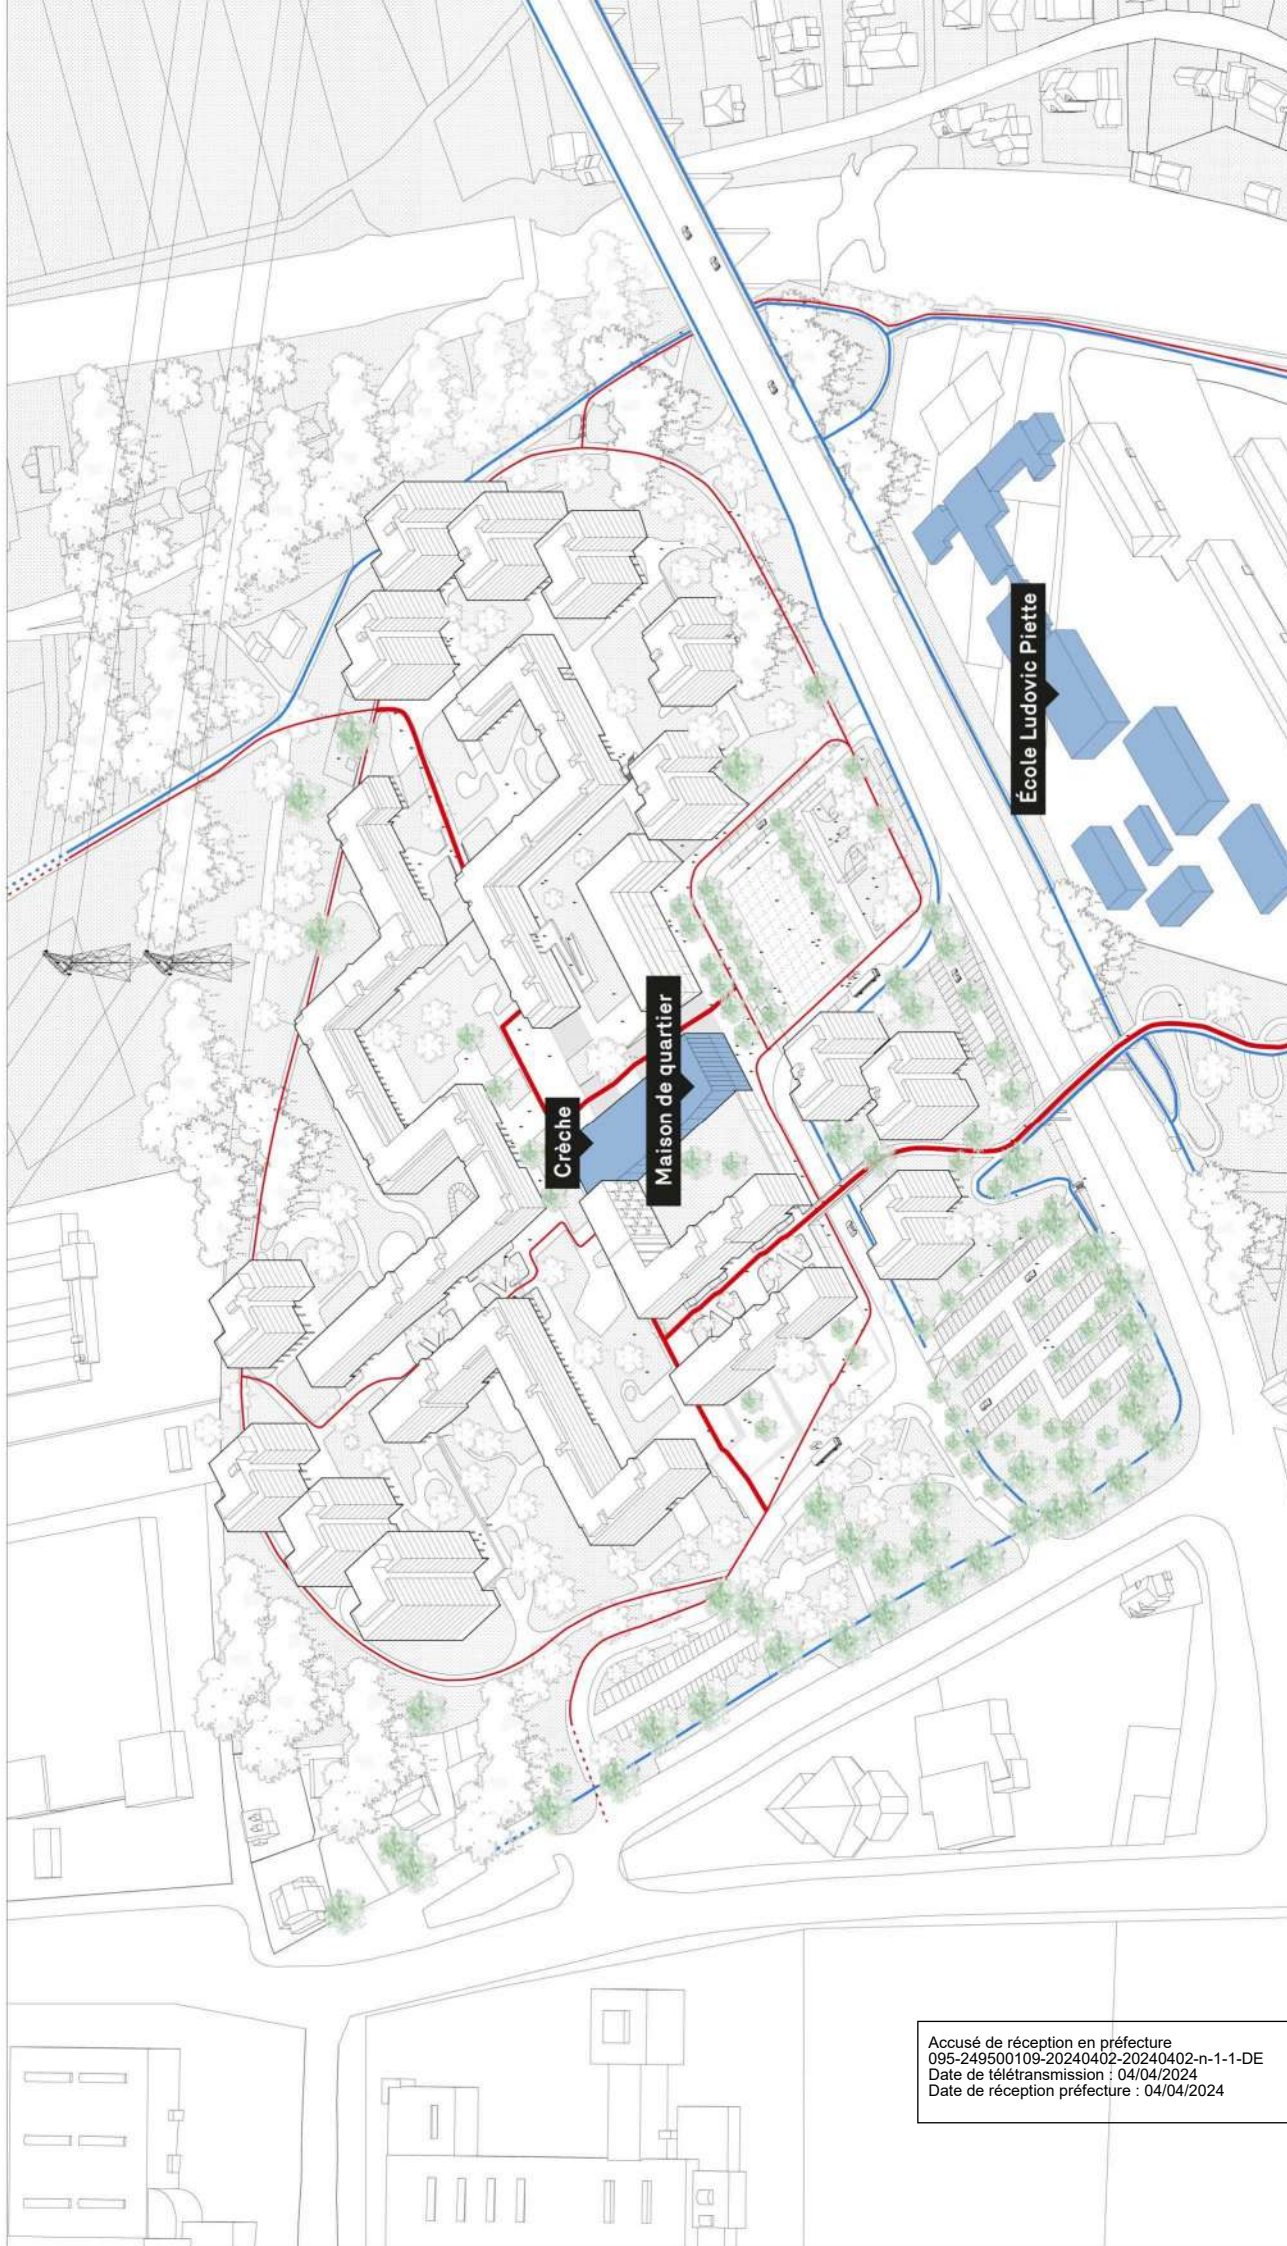 Crèche
Maison de quartier
École Ludovic Piette
Accusé de réception en préfecture
095-249500109-20240402-20240402-n-1-1-DE
Date de télétransmission : 04/04/2024
Date de réception préfecture : 04/04/2024